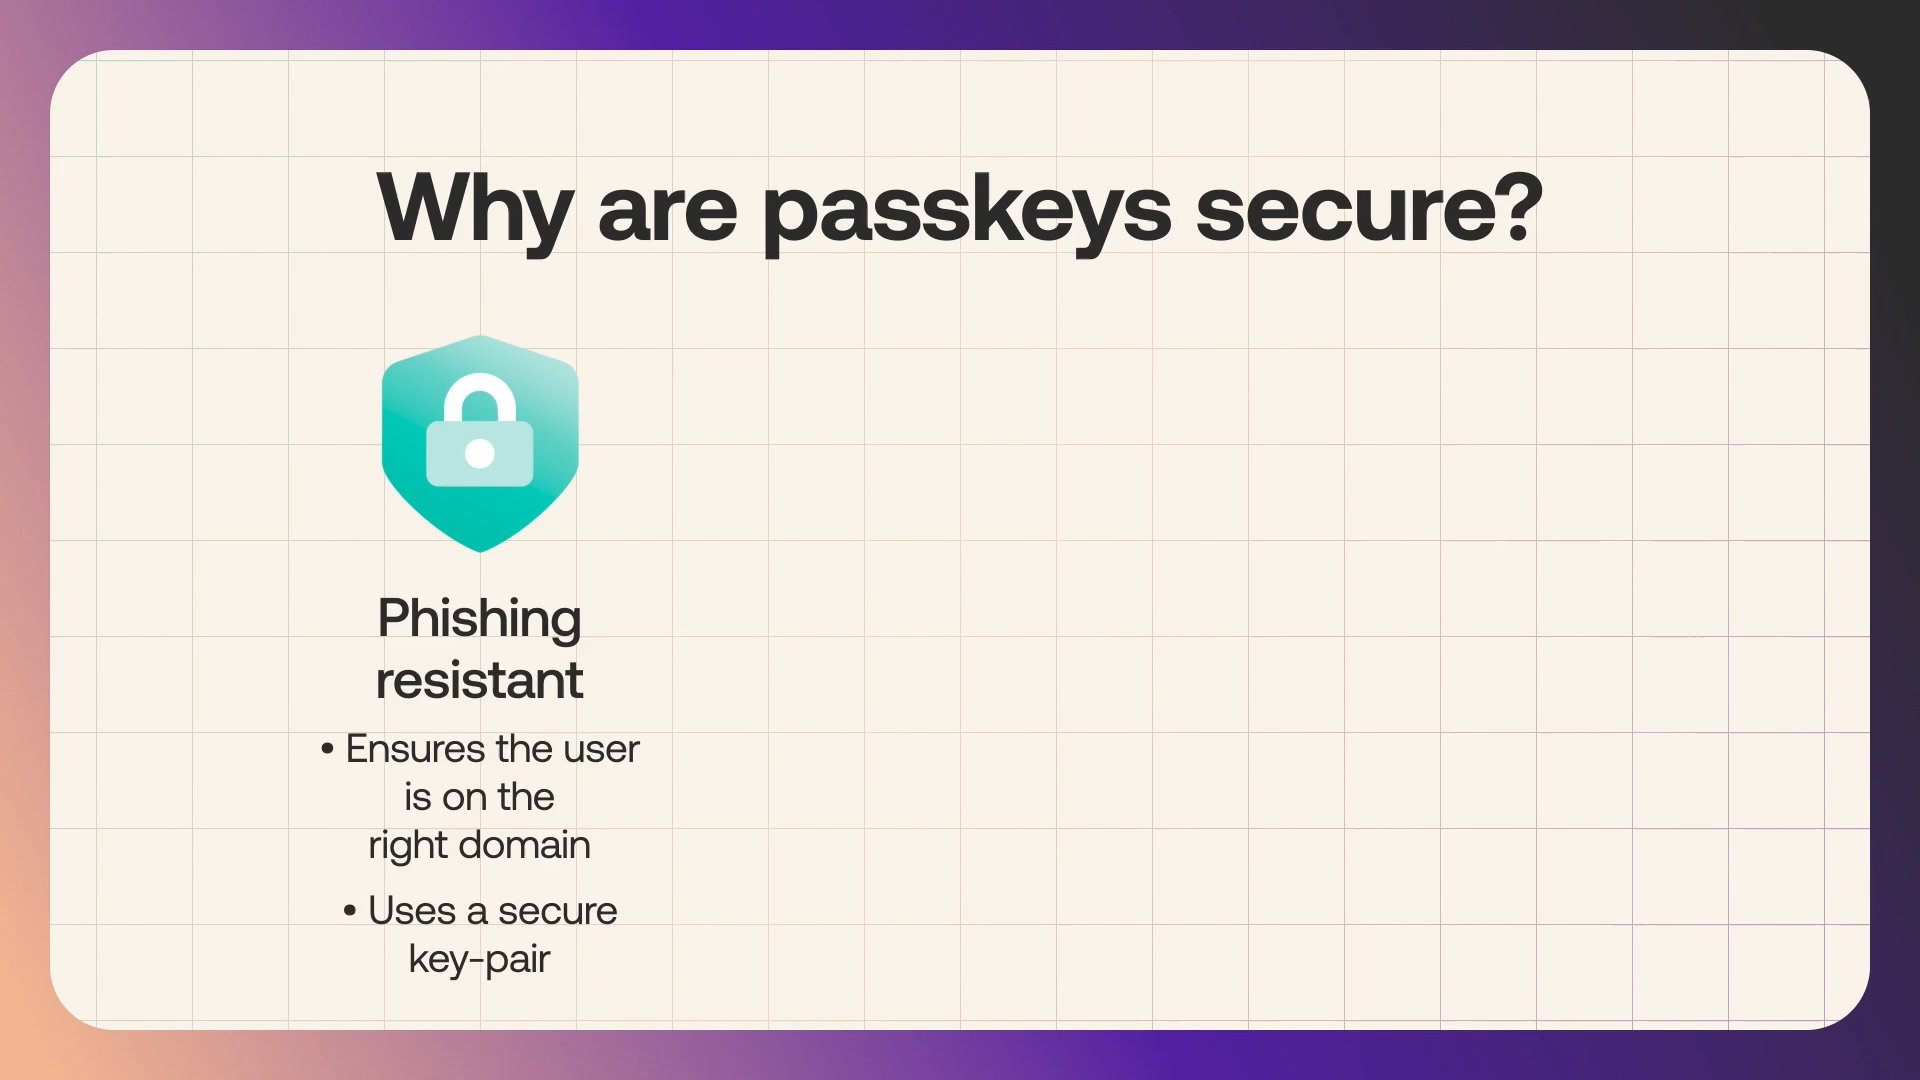 Why are passkeys secure?
Phishing
resistant
• Ensures the user
is on the
right domain
• Uses a secure
key-pair